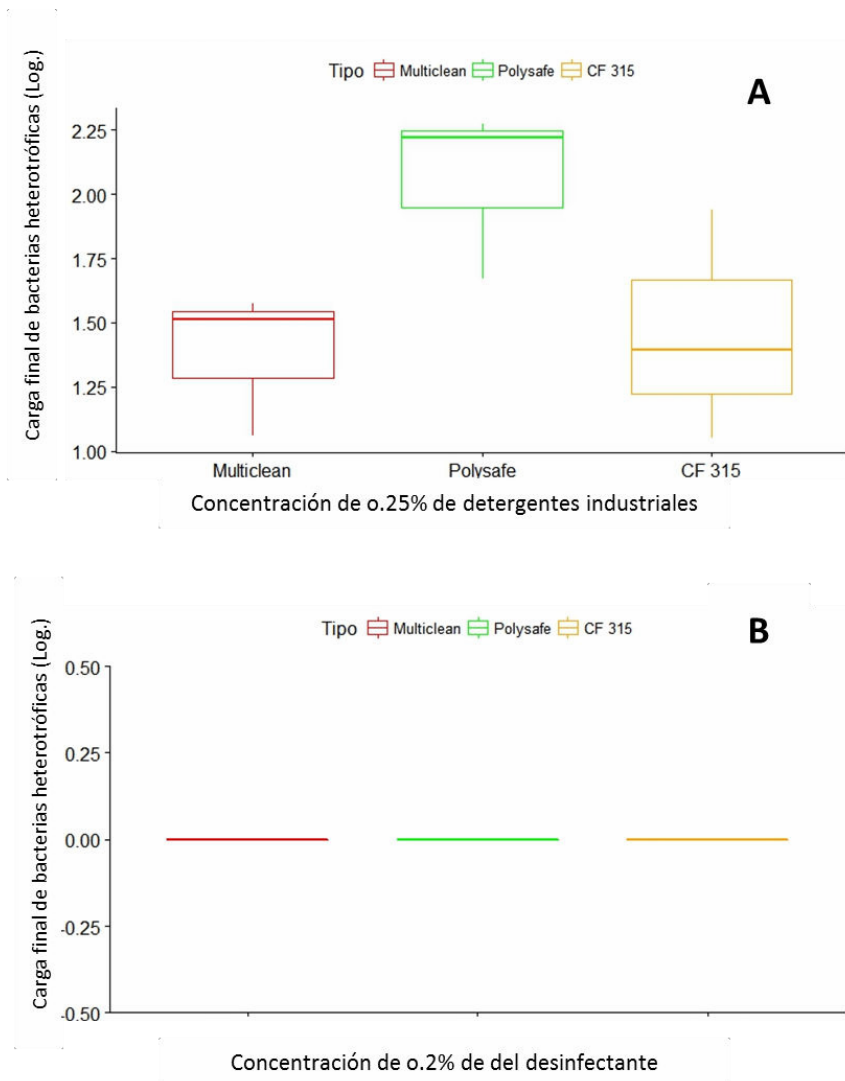 Tipo Multiclean Polysafe CF 315
A
Carga final de bacterias heterotróficas (Log.)
2.25
2.00
1.75
1.50
1.25
1.00
Multiclean Polysafe CF 315
Concentración de o.25% de detergentes industriales
Tipo Multiclean Polysafe CF 315
B
Carga final de bacterias heterotróficas (Log.)
0.50
0.25
0.00
-0.25
-0.50
Concentración de o.2% de del desinfectante